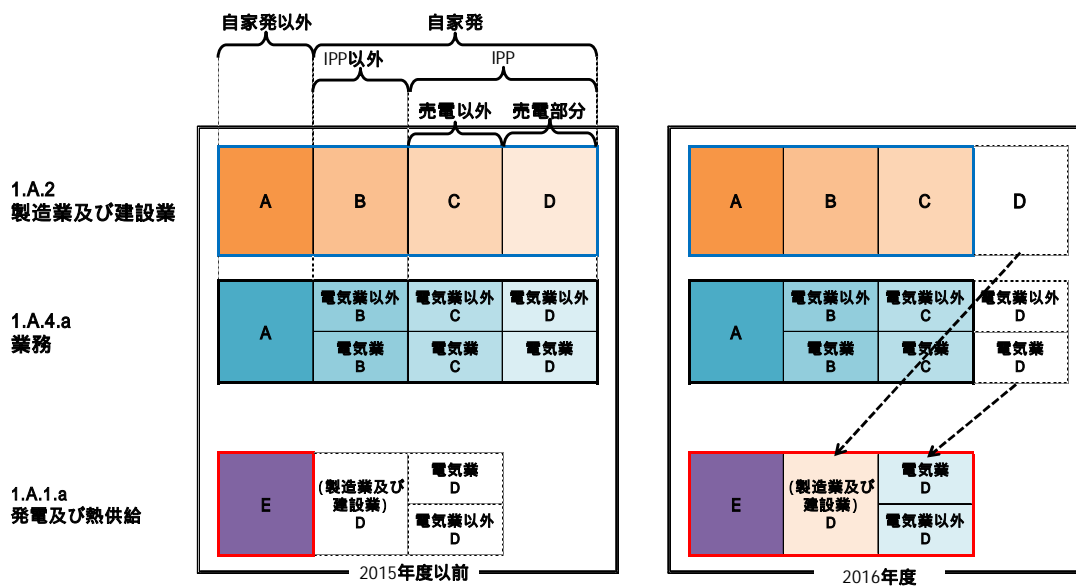 自家発以外
自家発
IPP以外
IPP
売電以外
売電部分
1.A.2
製造業及び建設業
A
B
C
D
1.A.4.a
業務
A
電気業以外
B
電気業以外
C
電気業以外
D
電気業
B
電気業
C
電気業
D
1.A.1.a
発電及び熱供給
E
(製造業及び
建設業)
D
電気業
D
電気業以外
D
2015年度以前
A
B
C
D
A
電気業以外
B
電気業以外
C
電気業以外
D
電気業
B
電気業
C
電気業
D
E
(製造業及び
建設業)
D
電気業
D
電気業以外
D
2016年度